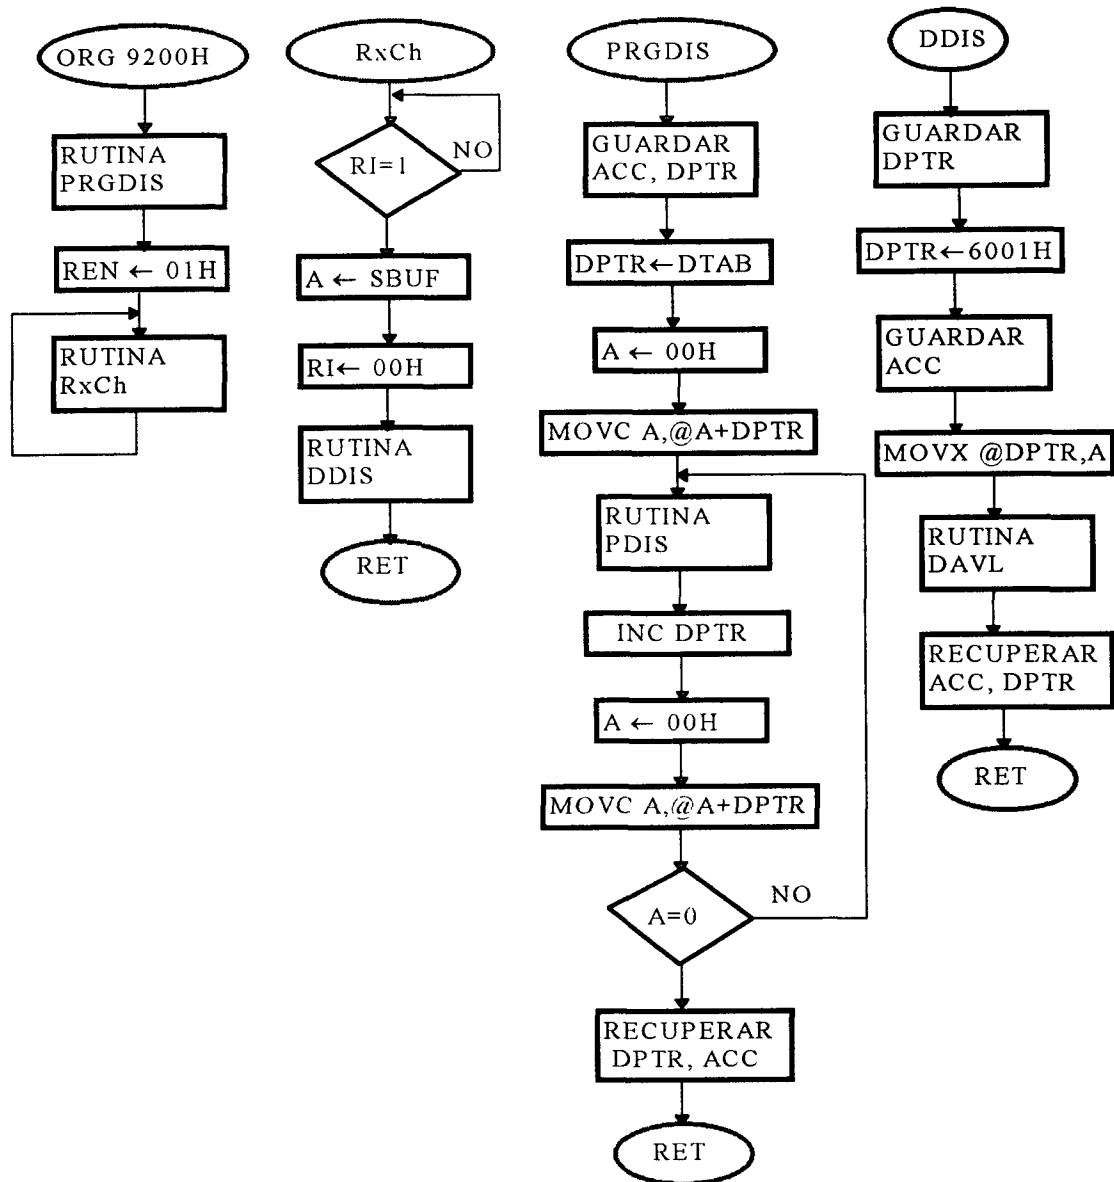 ORG 9200H
RUTINA
PRGDIS
REN ← 01H
RUTINA
RxCh
RxCh
RI=1
NO
A ← SBUF
RI← 00H
RUTINA
DDIS
RET
PRGDIS
GUARDAR
ACC, DPTR
DPTR←DTAB
A ← 00H
MOVC A,@A+DPTR
RUTINA
PDIS
INC DPTR
A ← 00H
MOVC A,@A+DPTR
A=0
NO
RECUPERAR
DPTR, ACC
RET
DDIS
GUARDAR
DPTR
DPTR←6001H
GUARDAR
ACC
MOVX @DPTR,A
RUTINA
DAVL
RECUPERAR
ACC, DPTR
RET